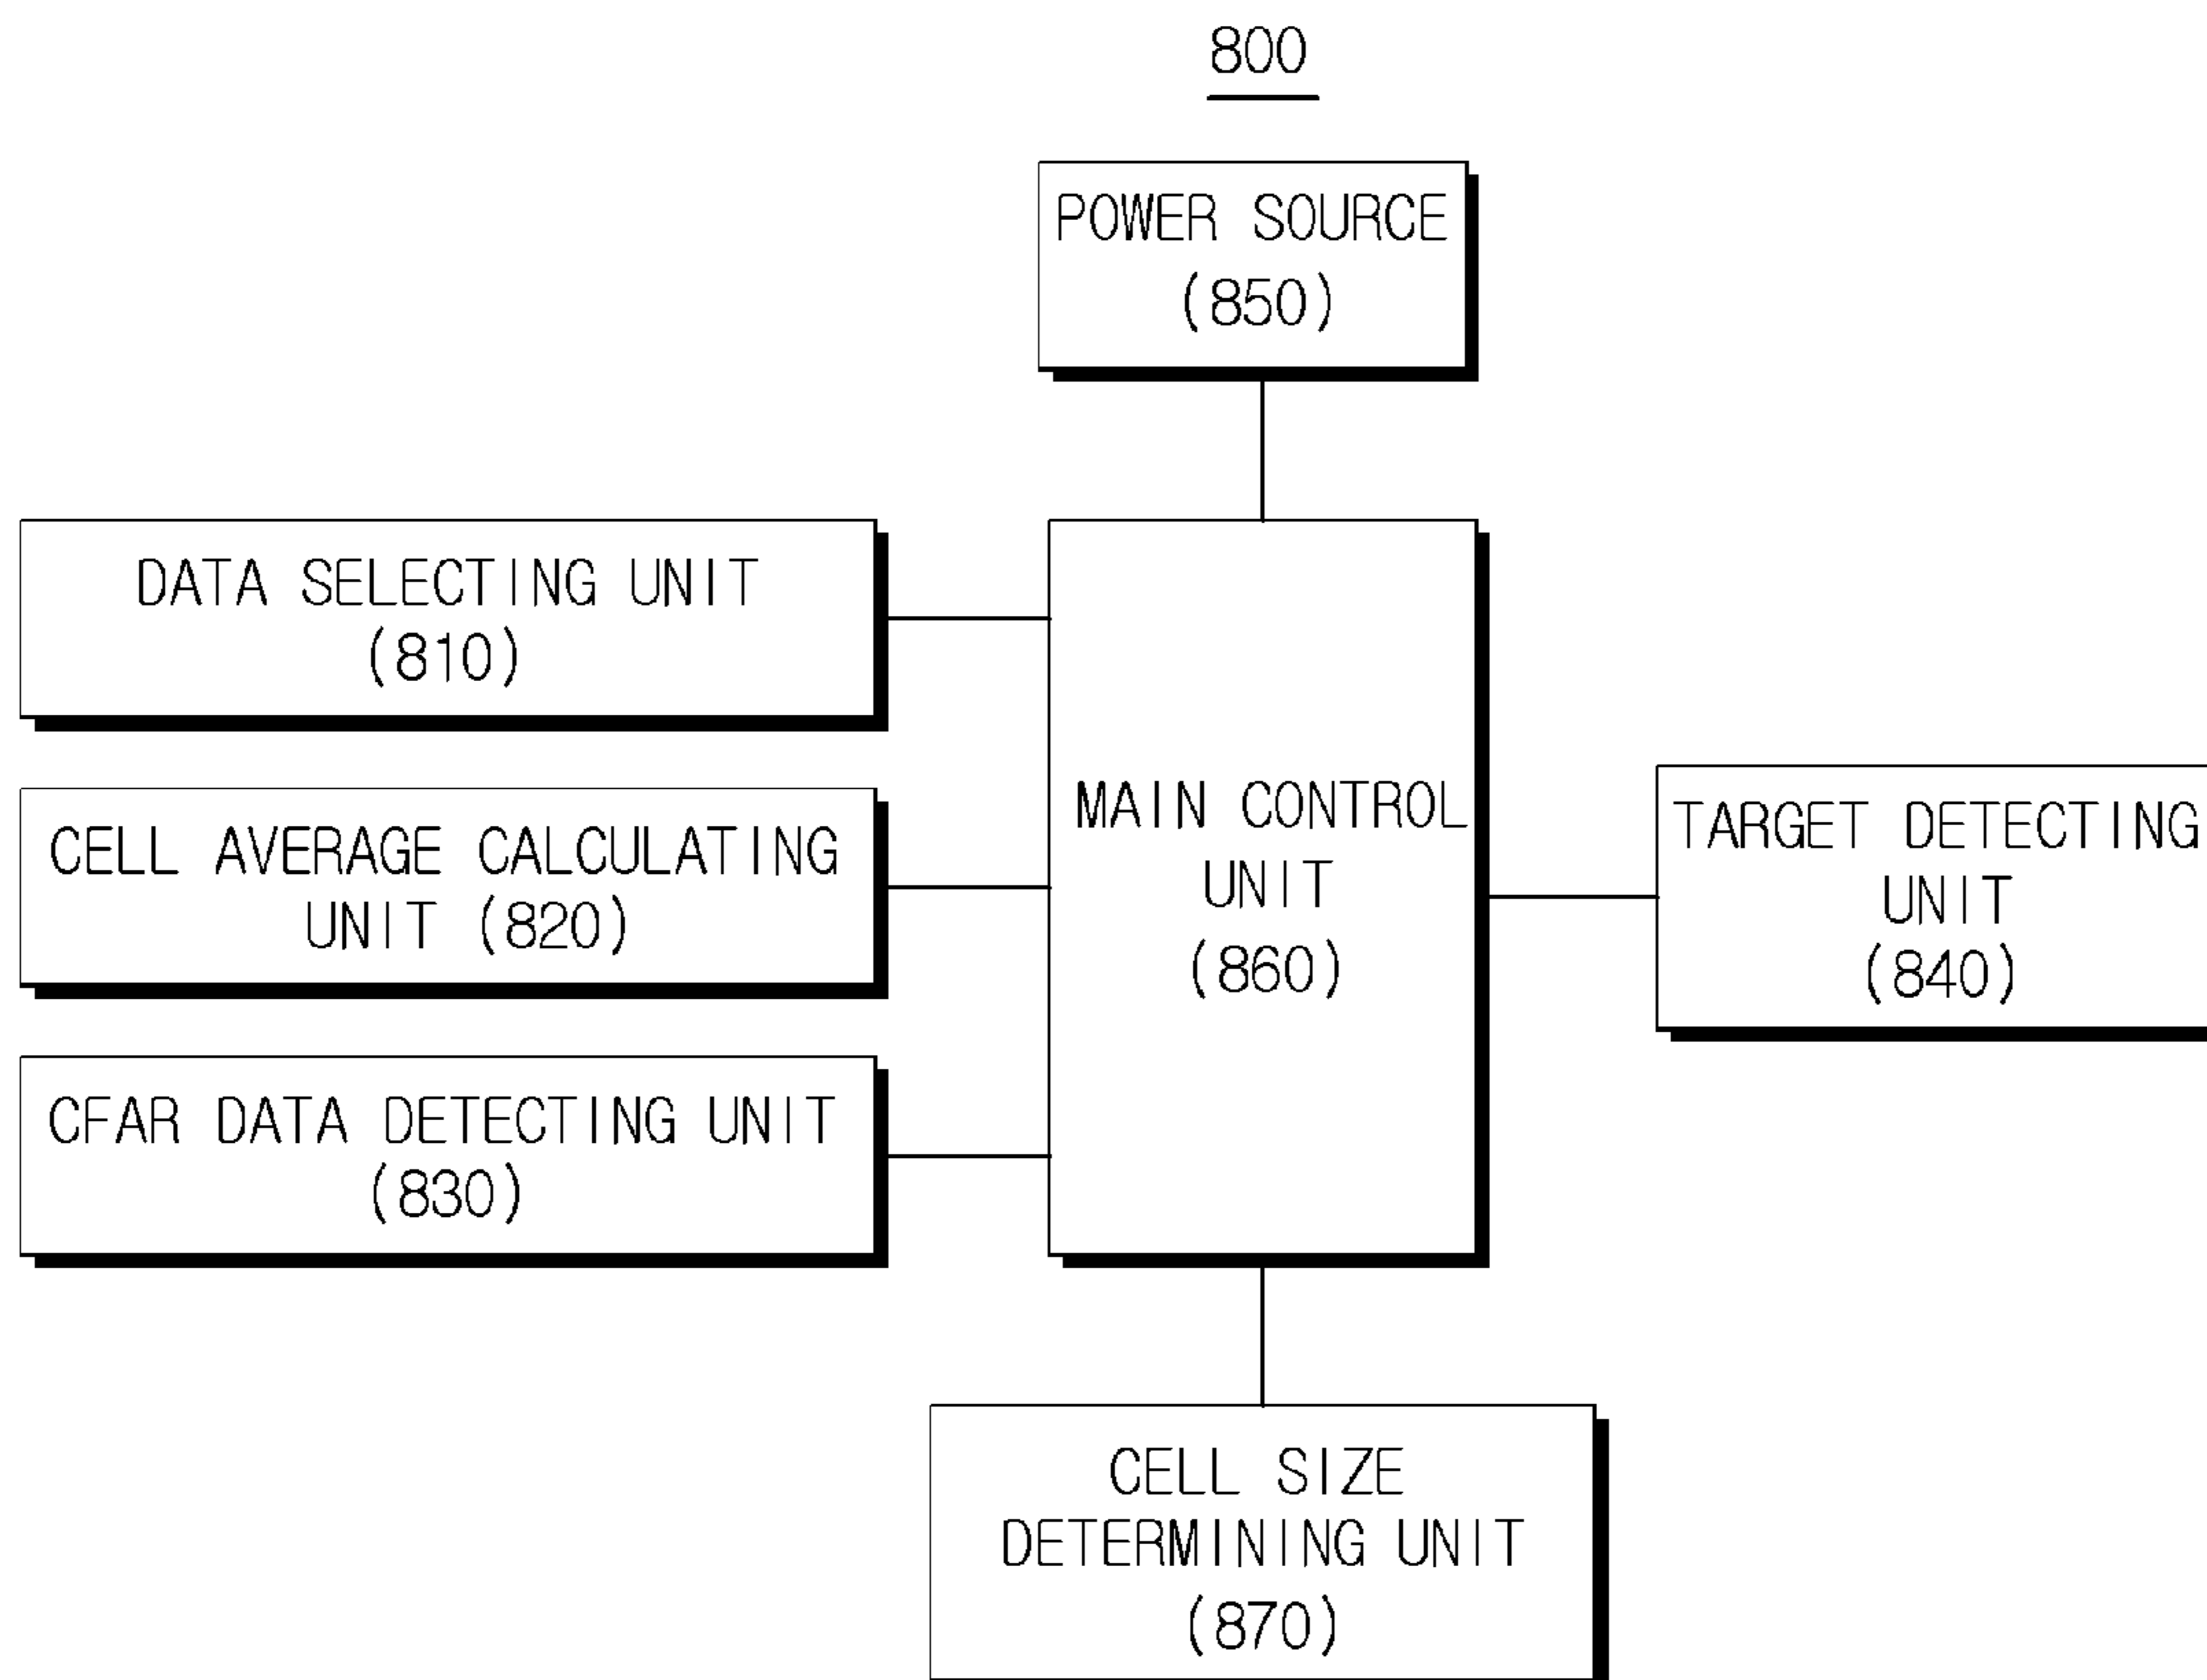 800
POWER SOURCE
(850)
DATA SELECTING UNIT
(810)
CELL AVERAGE CALCULATING
UNIT (820)
CFAR DATA DETECTING UNIT
(830)
MAIN CONTROL
UNIT
(860)
TARGET DETECTING
UNIT
(840)
CELL SIZE
DETERMINING UNIT
(870)